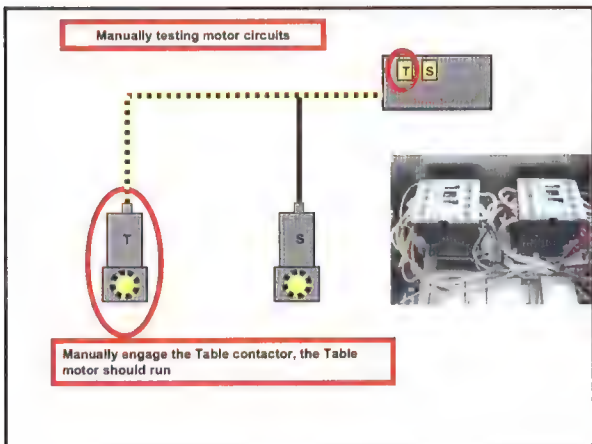 Manually testing motor circuits
T S
T
S
Manually engage the Table contactor, the Table
motor should run